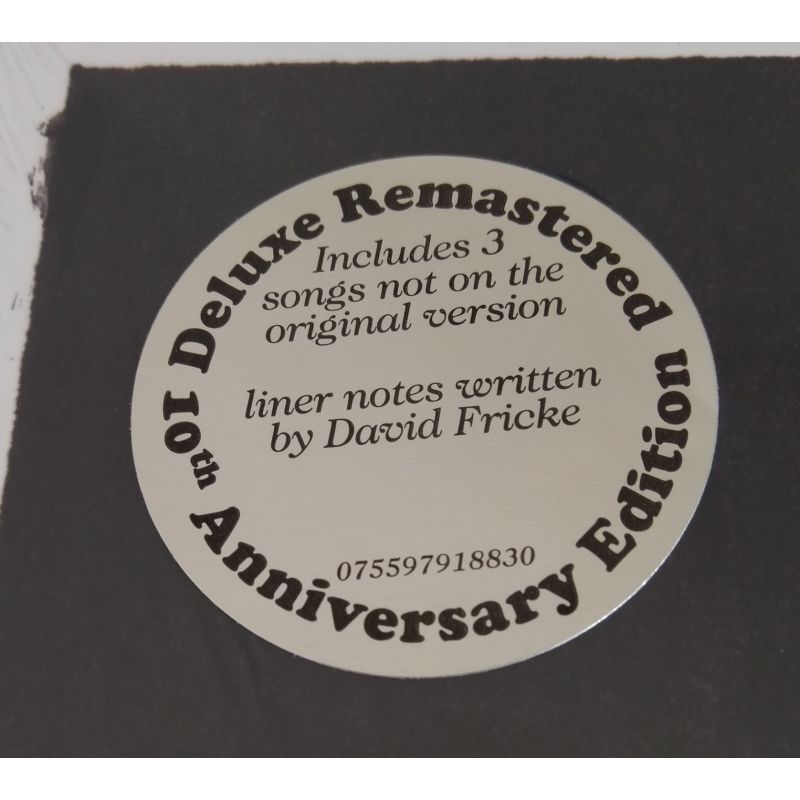 Deluxe Remastered
10th Anniversary Edition
Includes 3
songs not on the
original version
liner notes written
by David Fricke
075597918830